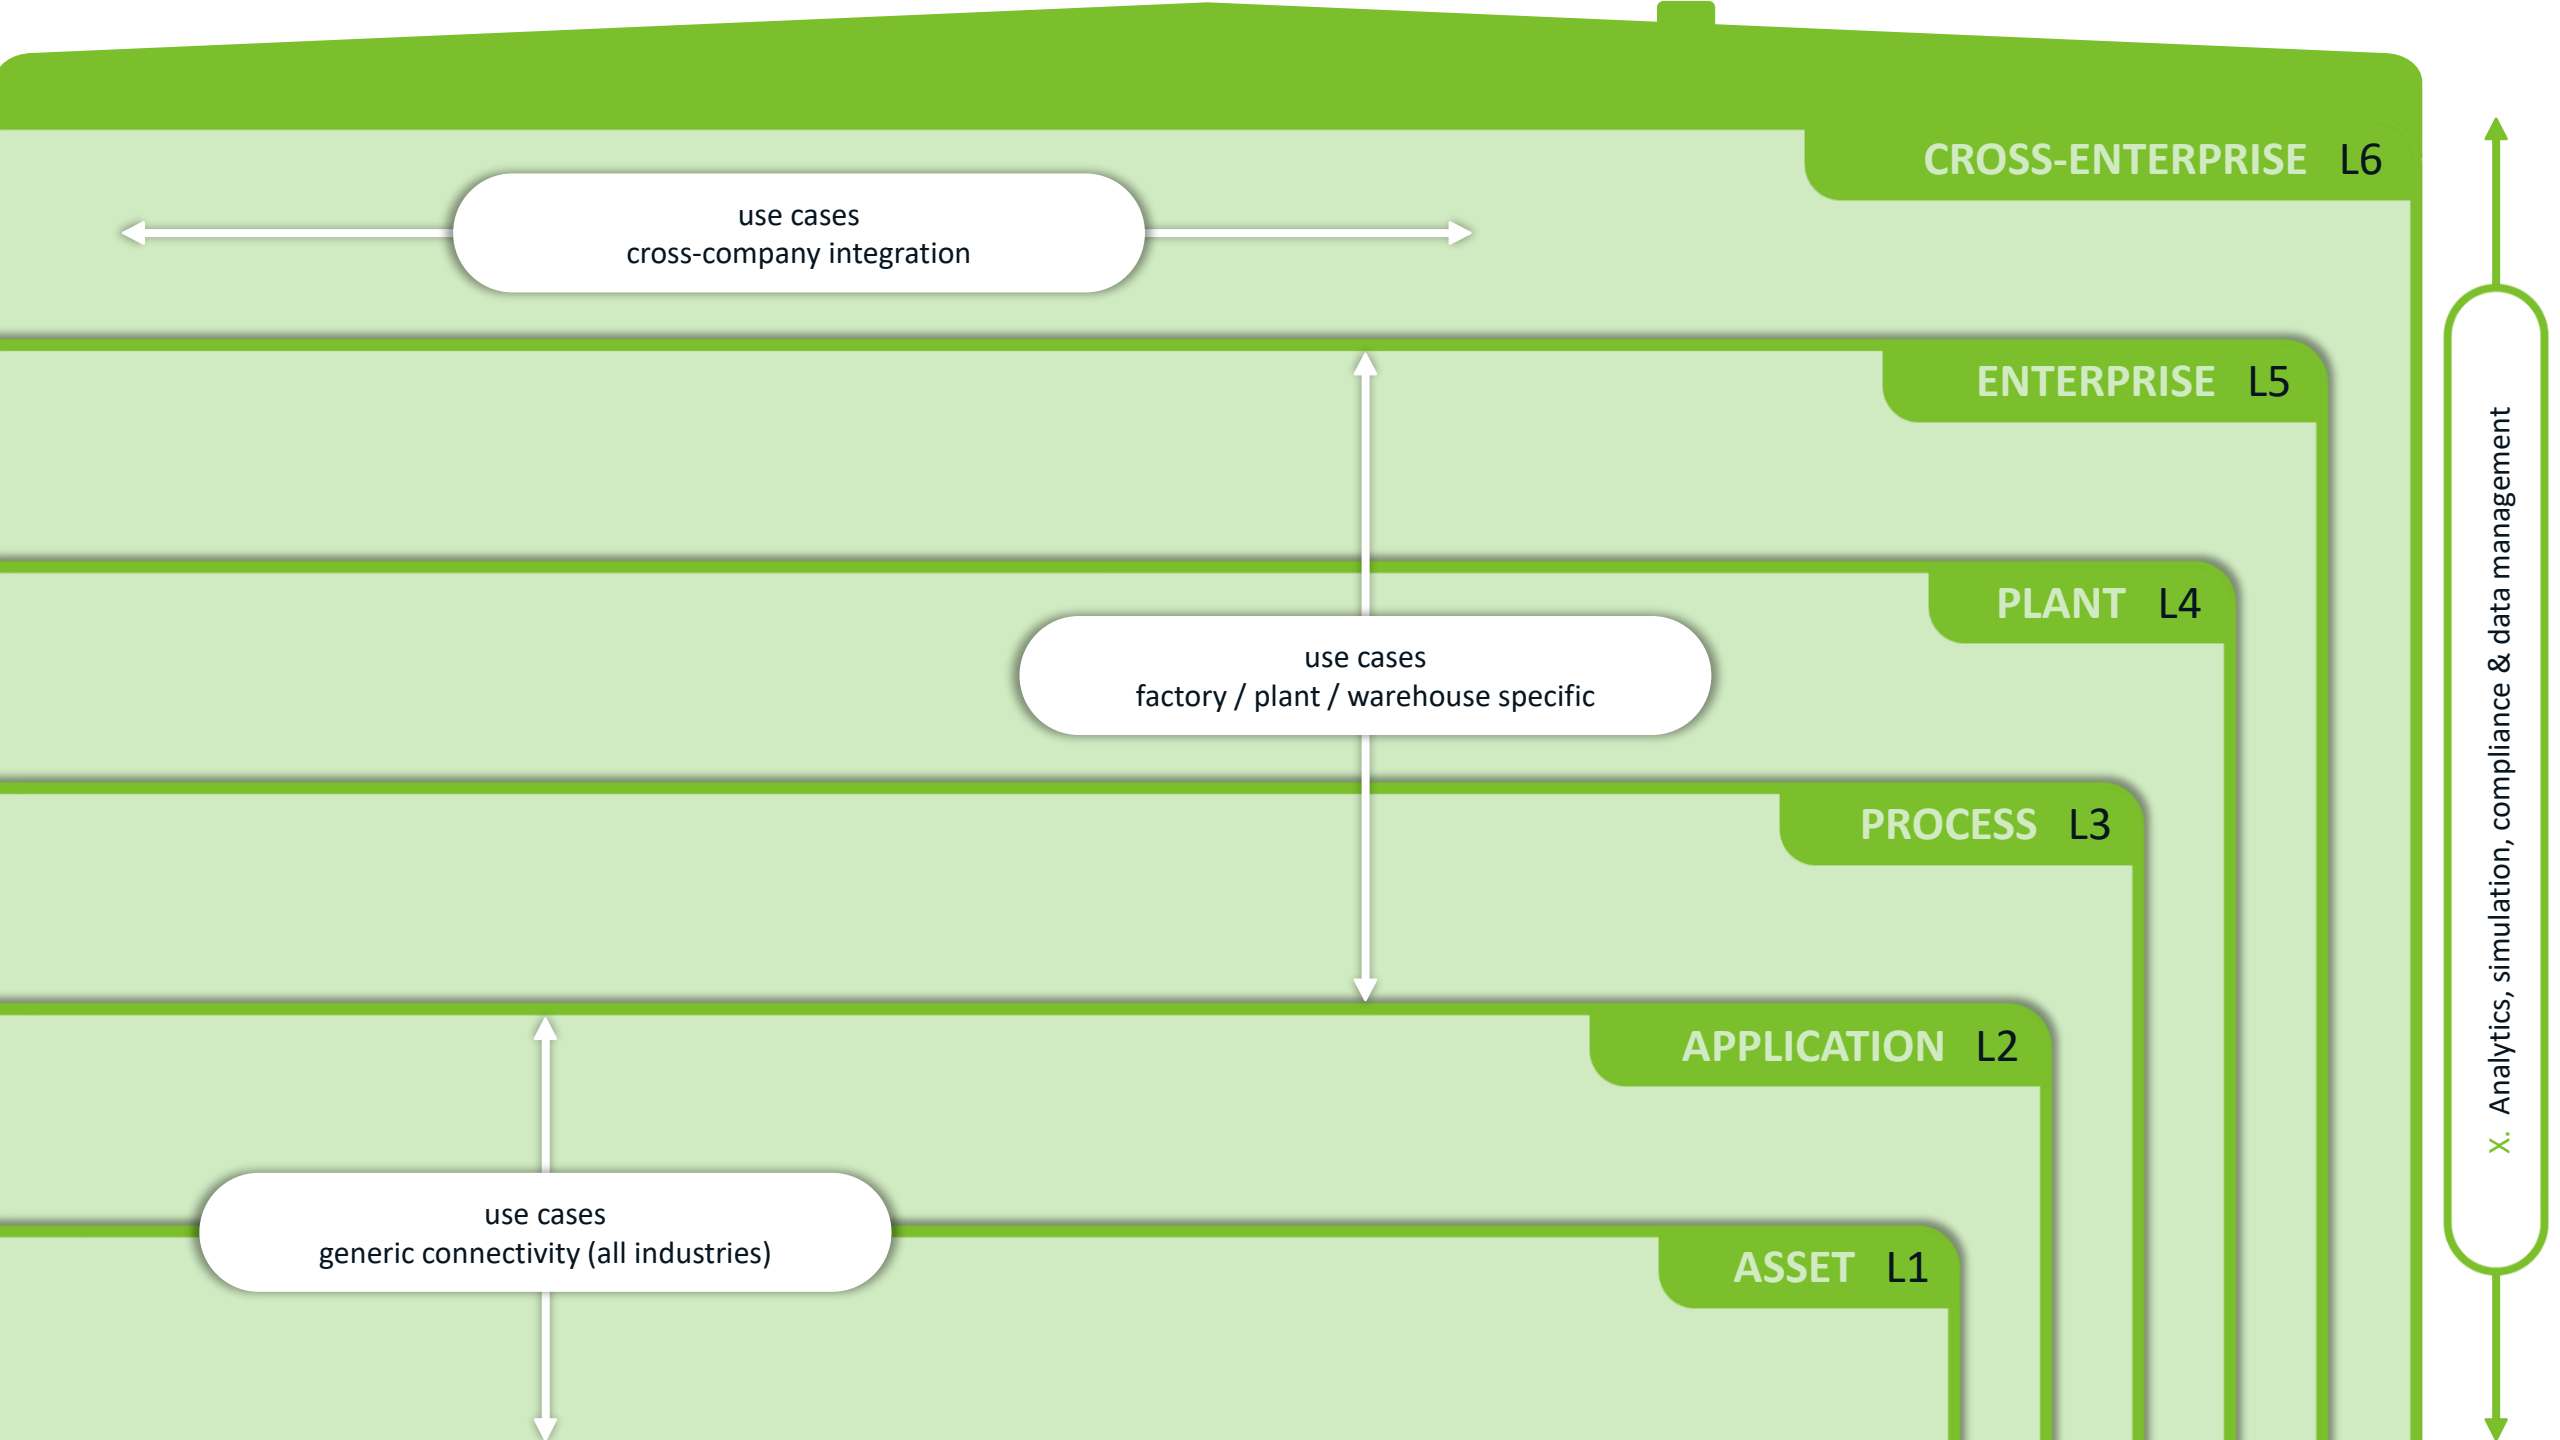 CROSS-ENTERPRISE L6
use cases
cross-company integration
ENTERPRISE L5
PLANT L4
use cases
factory / plant / warehouse specific
PROCESS L3
APPLICATION L2
use cases
generic connectivity (all industries)
ASSET L1
X. Analytics, simulation, compliance & data management